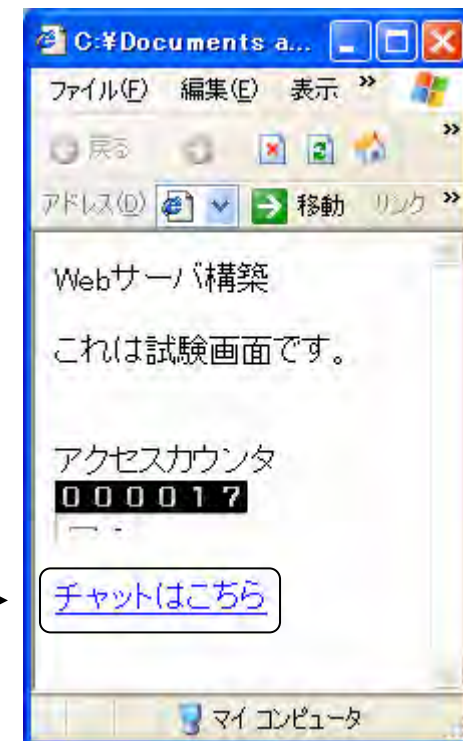 C:¥Documents a...
ファイル(F) 編集(E) 表示 »
戻る »
アドレス(D) 移動 リンク »
Webサーバ構築
これは試験画面です。
アクセスカウンタ
000017
チャットはこちら
マイ コンピュータ